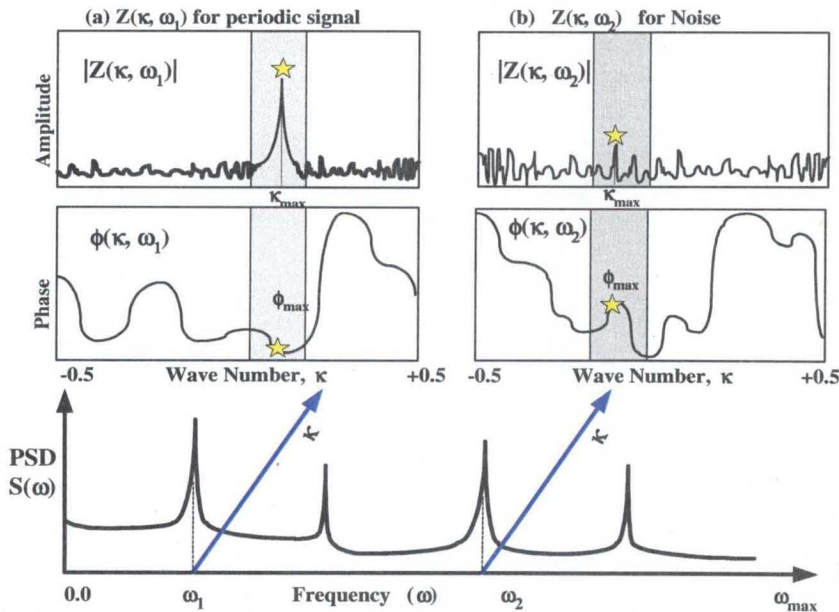 (a) Z(κ, ω₁) for periodic signal
(b) Z(κ, ω₂) for Noise
Amplitude
|Z(κ, ω₁)|
|Z(κ, ω₂)|
κmax
κmax
Phase
ϕ(κ, ω₁)
ϕ(κ, ω₂)
ϕmax
ϕmax
-0.5 Wave Number, κ +0.5
-0.5 Wave Number, κ +0.5
PSD
S(ω)
κ
κ
0.0 ω₁ Frequency (ω) ω₂ ωmax